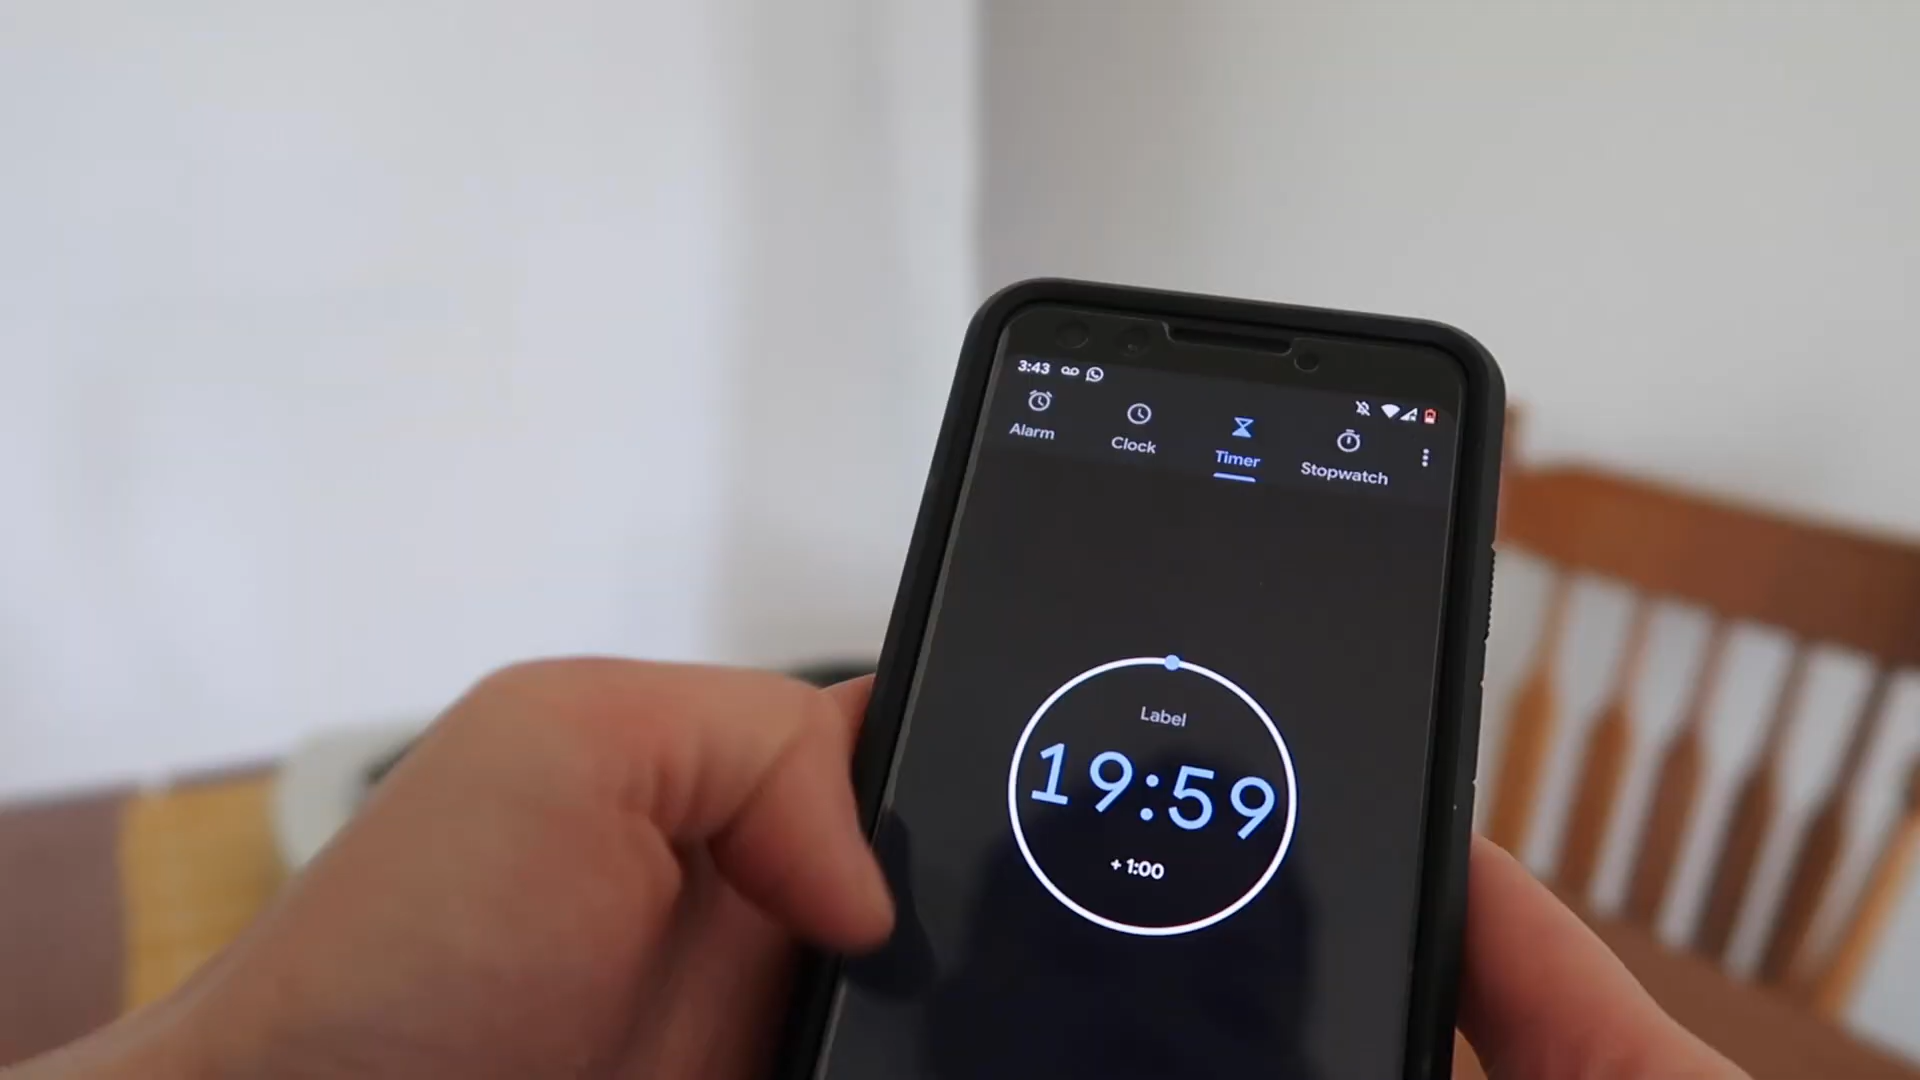 3:43
Alarm
Clock
Timer
Stopwatch
Label
19:59
+ 1:00